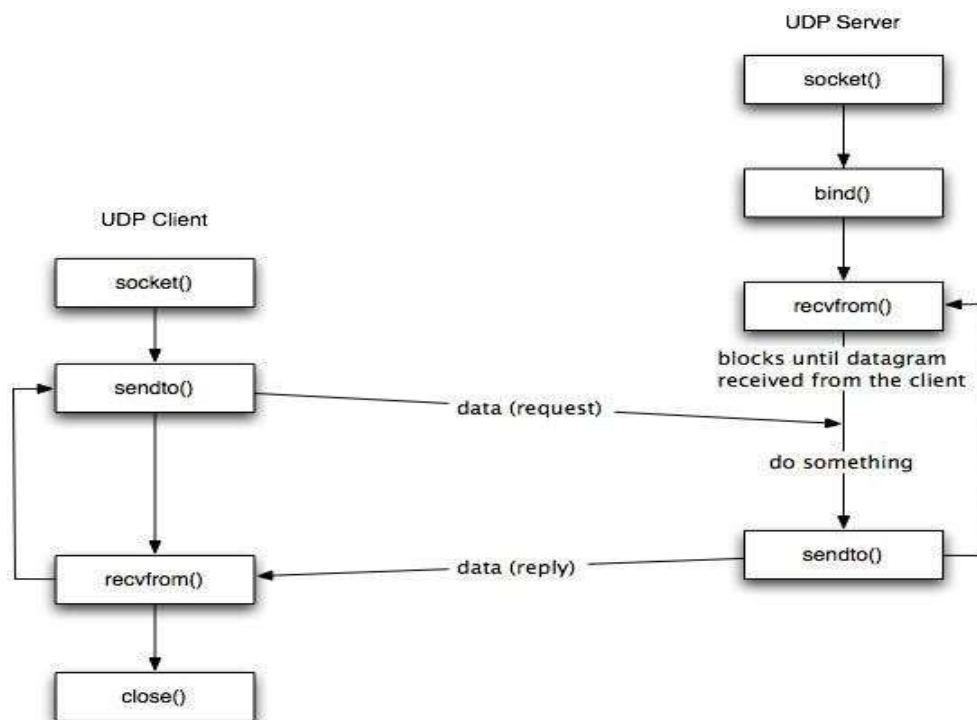 UDP Server
socket()
bind()
UDP Client
socket()
recvfrom()
blocks until datagram
received from the client
sendto()
data (request)
do something
sendto()
data (reply)
recvfrom()
close()